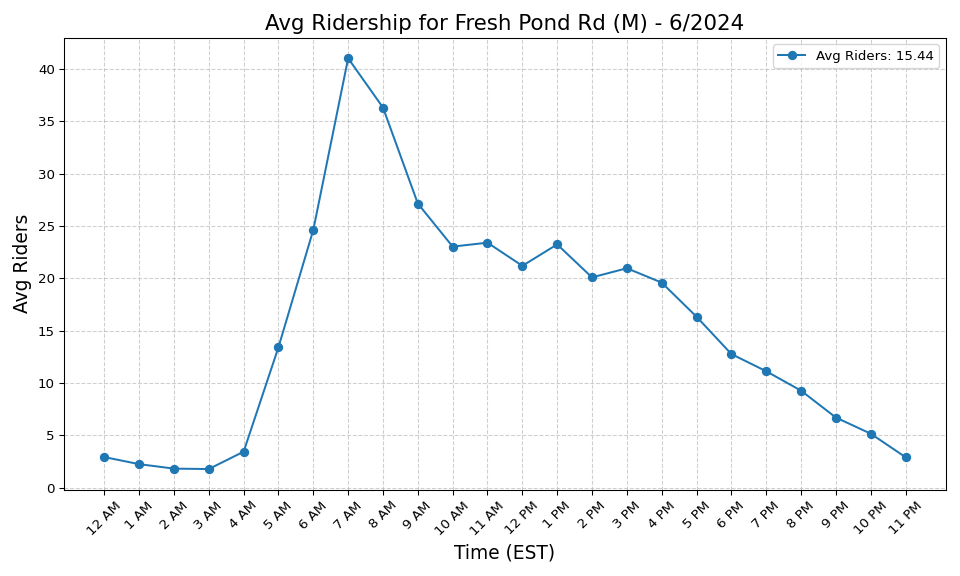 Avg Ridership for Fresh Pond Rd (M) - 6/2024
Avg Riders: 15.44
Avg Riders
40
35
30
25
20
15
10
5
0
12 AM
1 AM
2 AM
3 AM
4 AM
5 AM
6 AM
7 AM
8 AM
9 AM
10 AM
11 AM
12 PM
1 PM
2 PM
3 PM
4 PM
5 PM
6 PM
7 PM
8 PM
9 PM
10 PM
11 PM
Time (EST)